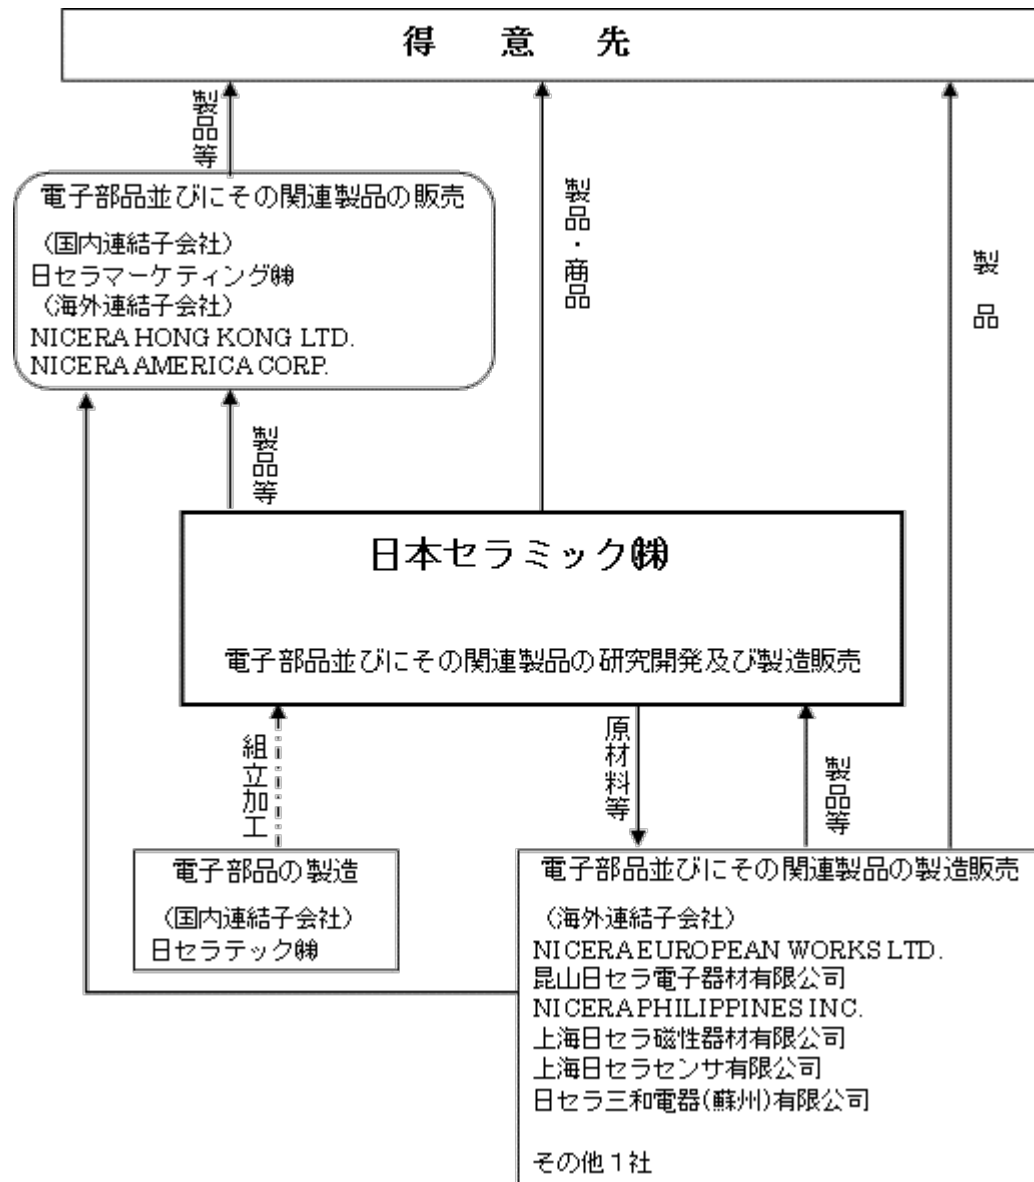 得意先
製品等
製品・商品
製品
電子部品並びにその関連製品の販売
（国内連結子会社）
日セラマーケティング㈱
（海外連結子会社）
NICERA HONG KONG LTD.
NICERA AMERICA CORP.
製品等
日本セラミック㈱
電子部品並びにその関連製品の研究開発及び製造販売
組立加工
原材料等
製品等
電子部品の製造
（国内連結子会社）
日セラテック㈱
電子部品並びにその関連製品の製造販売
（海外連結子会社）
NICERA EUROPEAN WORKS LTD.
昆山日セラ電子器材有限公司
NICERA PHILIPPINES INC.
上海日セラ磁性器材有限公司
上海日セラセンサ有限公司
日セラ三和電器(蘇州)有限公司
その他１社